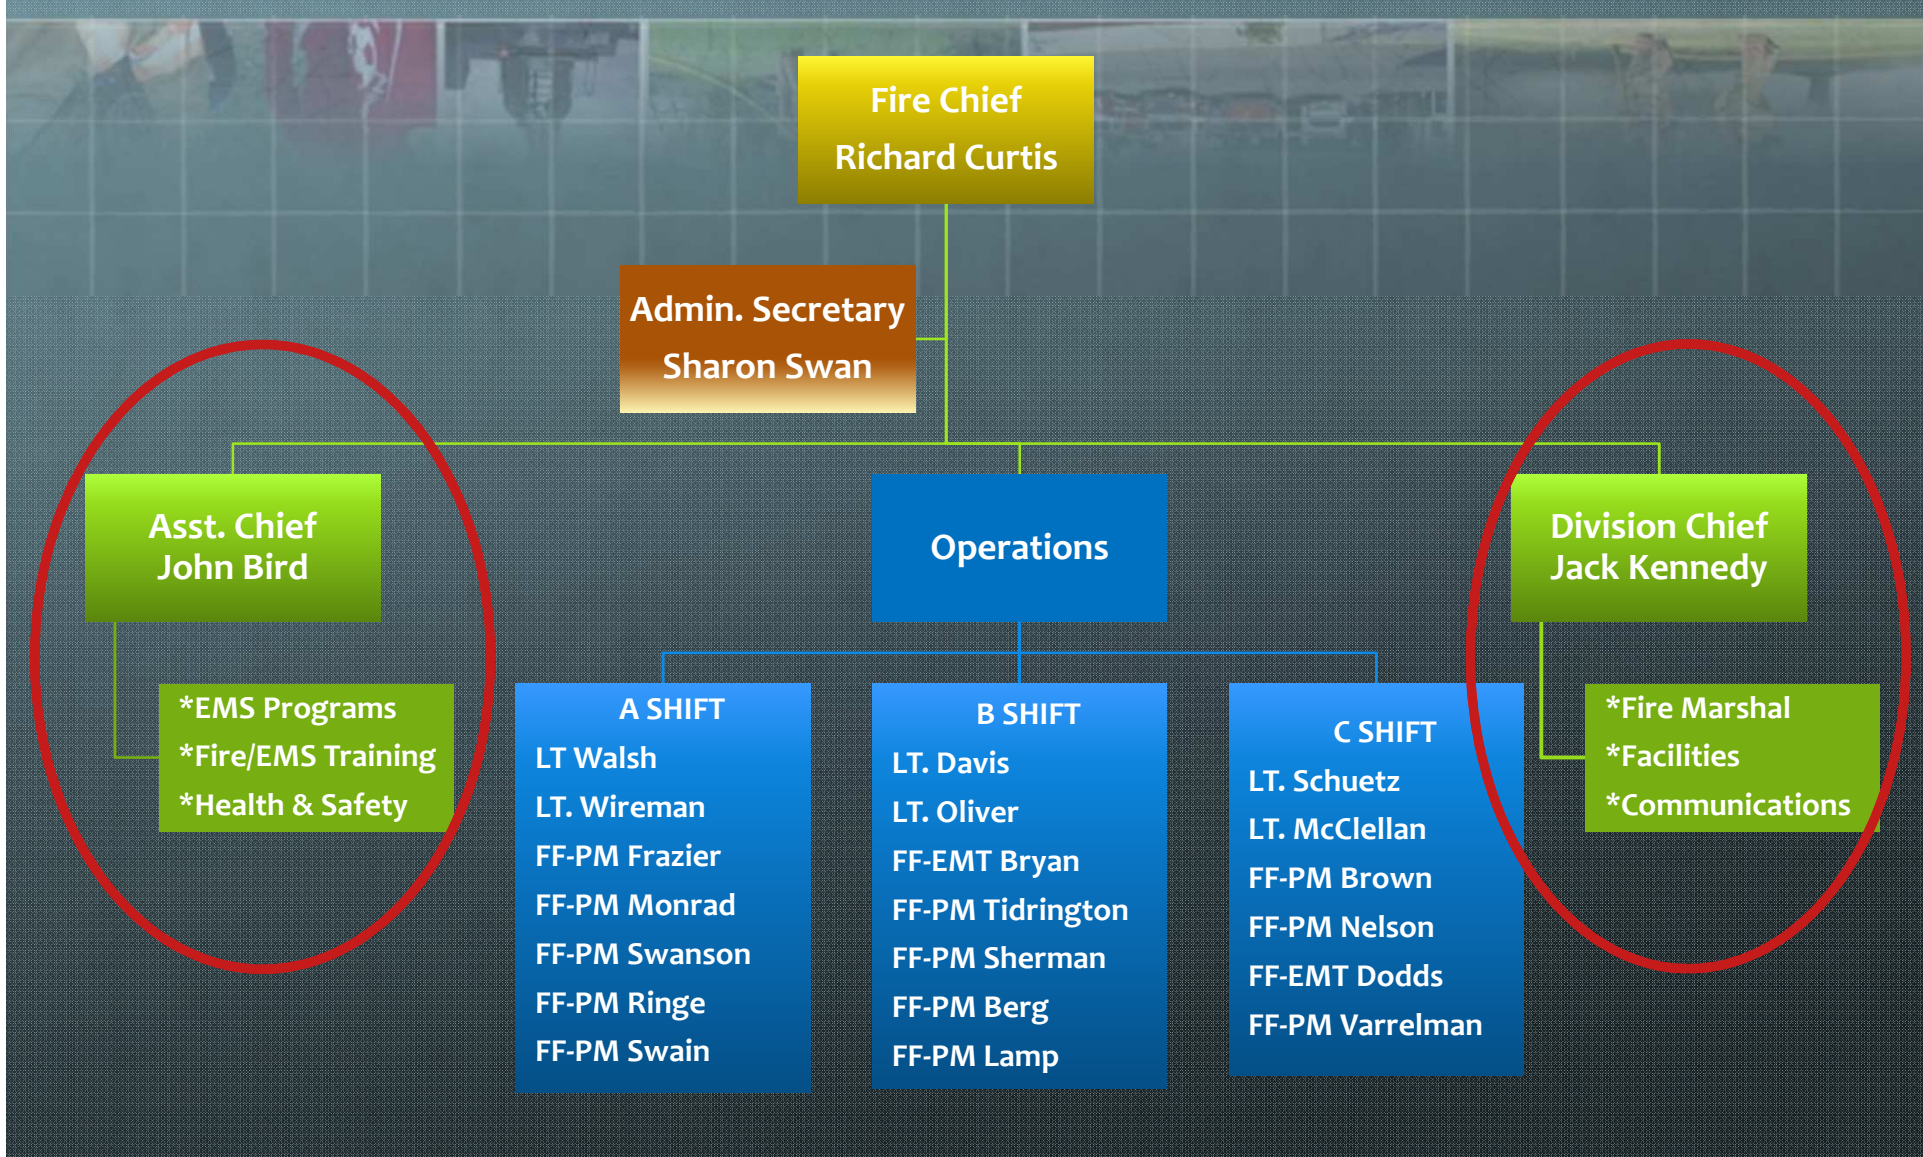 Fire Chief
Richard Curtis
Admin. Secretary
Sharon Swan
Asst. Chief
John Bird
*EMS Programs
*Fire/EMS Training
*Health & Safety
Operations
A SHIFT
LT Walsh
LT. Wireman
FF-PM Frazier
FF-PM Monrad
FF-PM Swanson
FF-PM Ringe
FF-PM Swain
B SHIFT
LT. Davis
LT. Oliver
FF-EMT Bryan
FF-PM Tidrington
FF-PM Sherman
FF-PM Berg
FF-PM Lamp
C SHIFT
LT. Schuetz
LT. McClellan
FF-PM Brown
FF-PM Nelson
FF-EMT Dodds
FF-PM Varrelman
Division Chief
Jack Kennedy
*Fire Marshal
*Facilities
*Communications